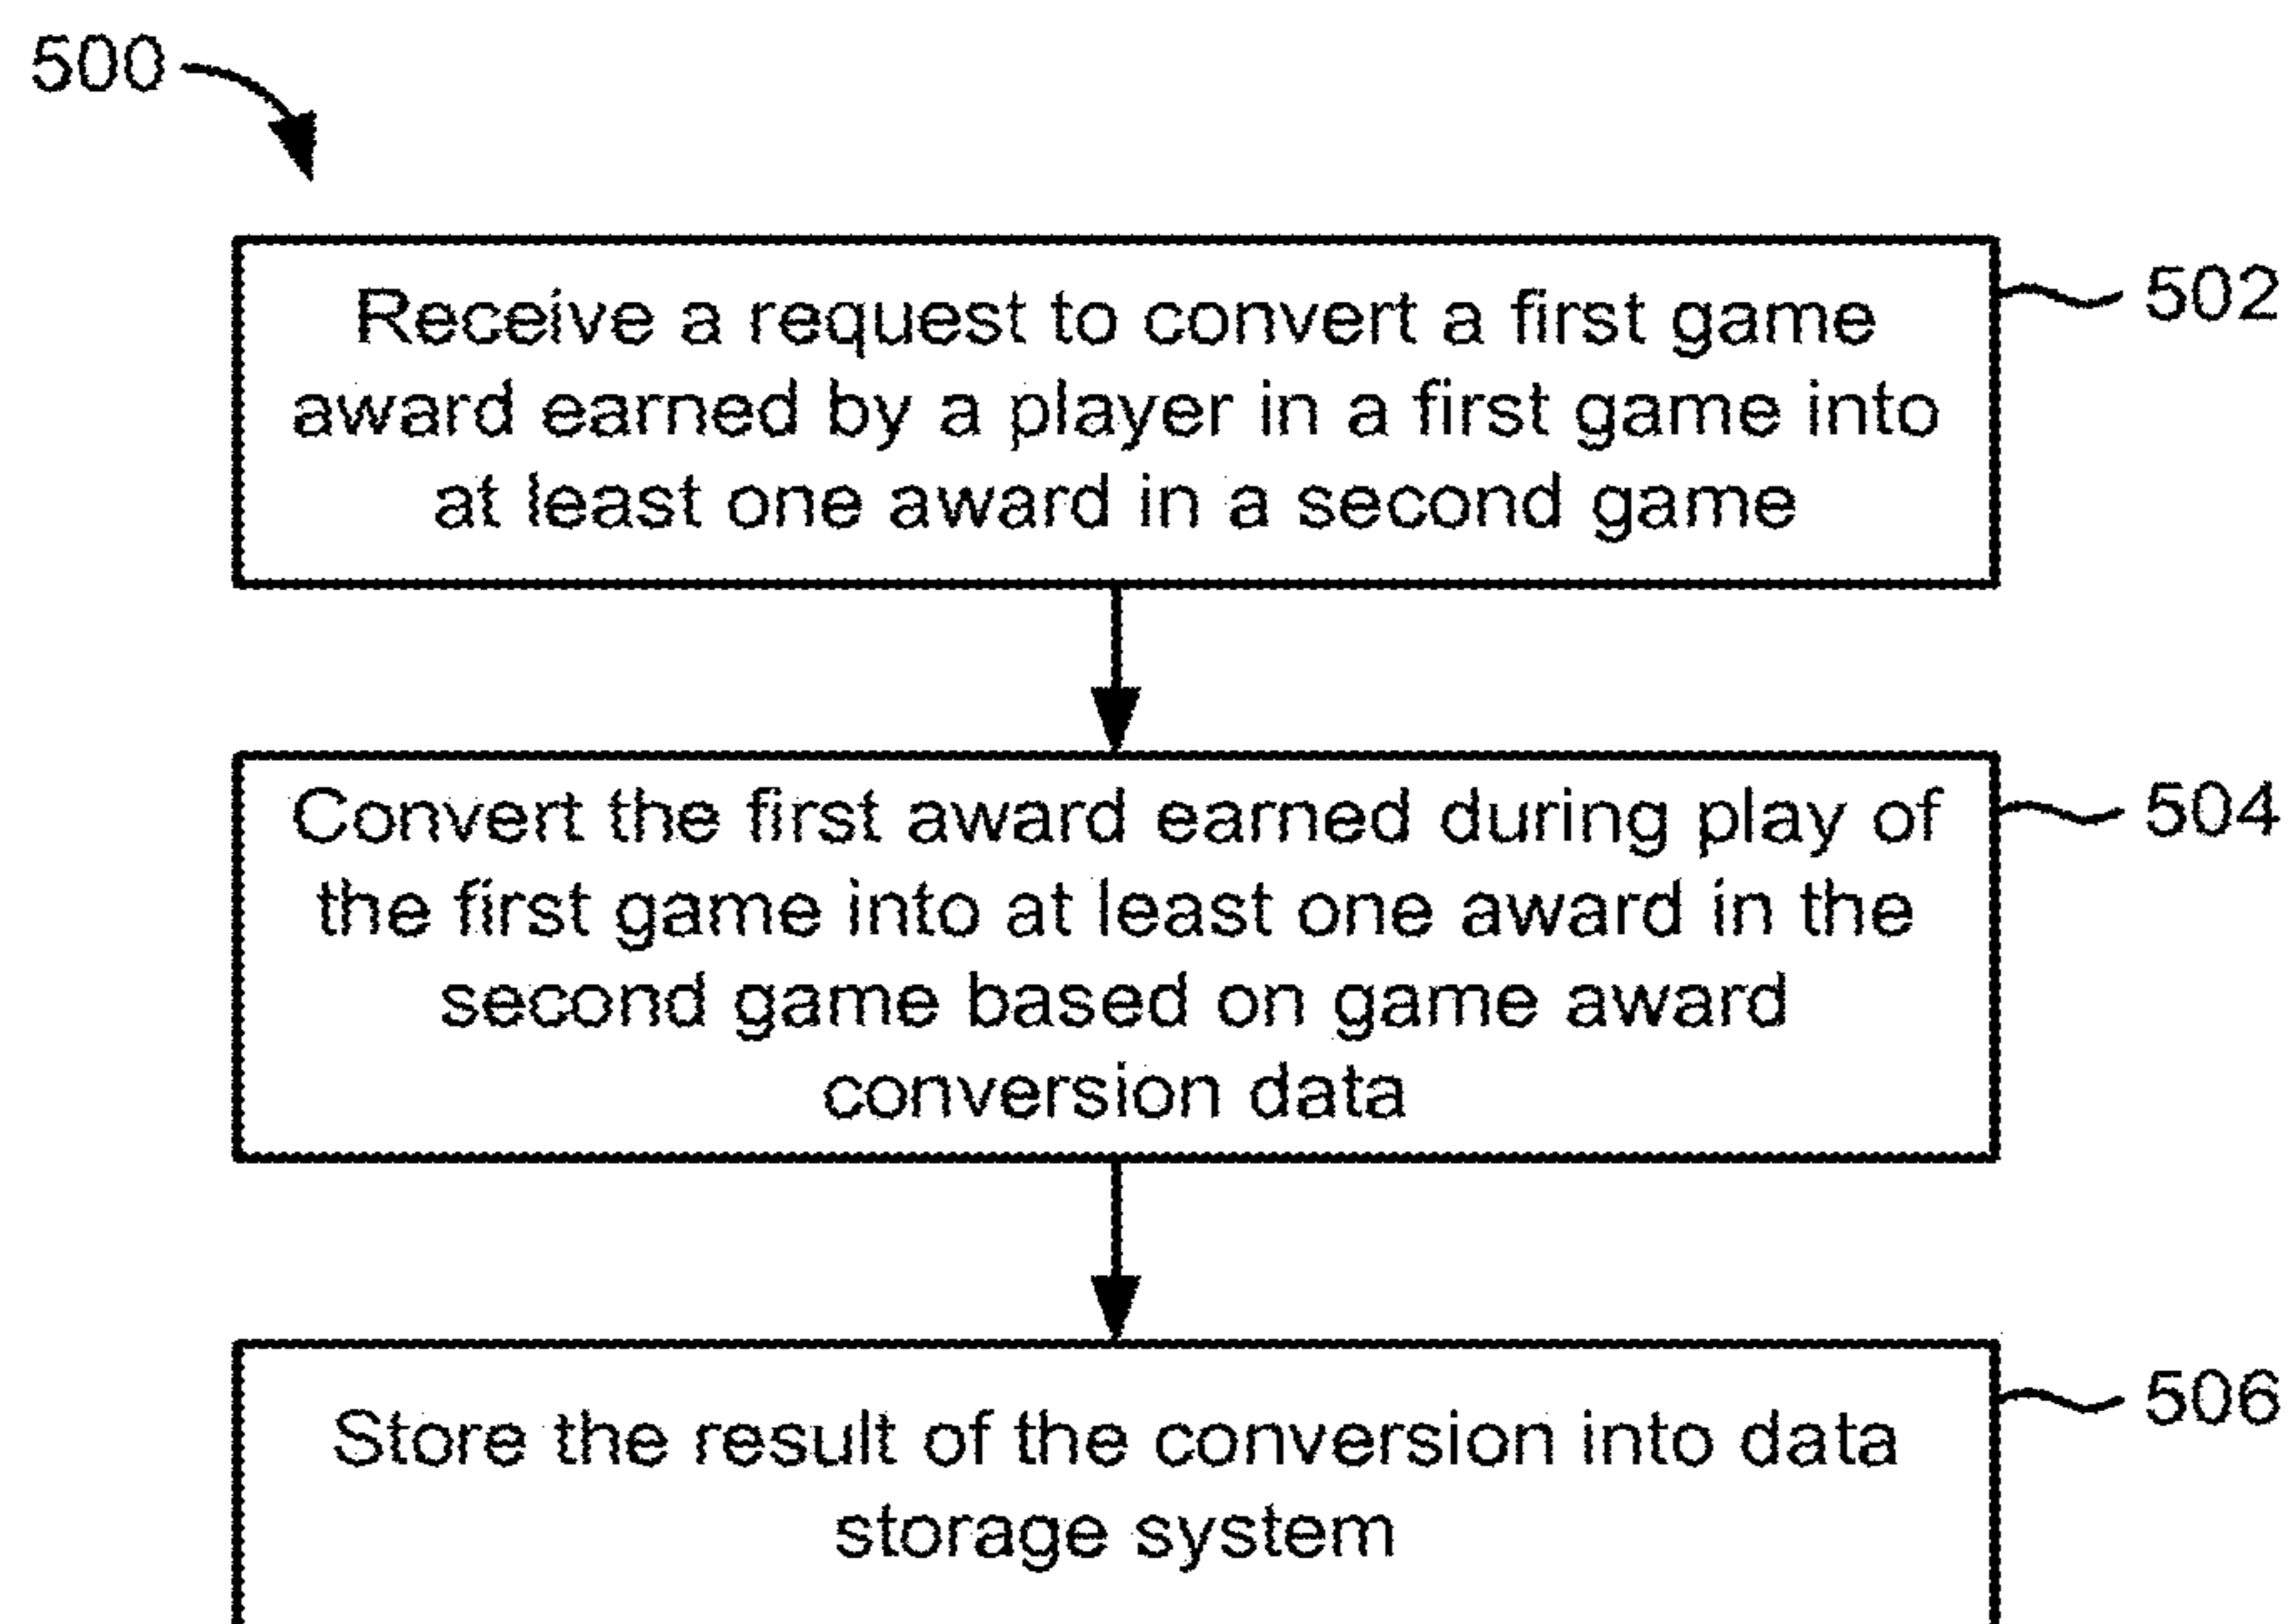 500
Receive a request to convert a first game
award earned by a player in a first game into
at least one award in a second game
502
Convert the first award earned during play of
the first game into at least one award in the
second game based on game award
conversion data
504
Store the result of the conversion into data
storage system
506